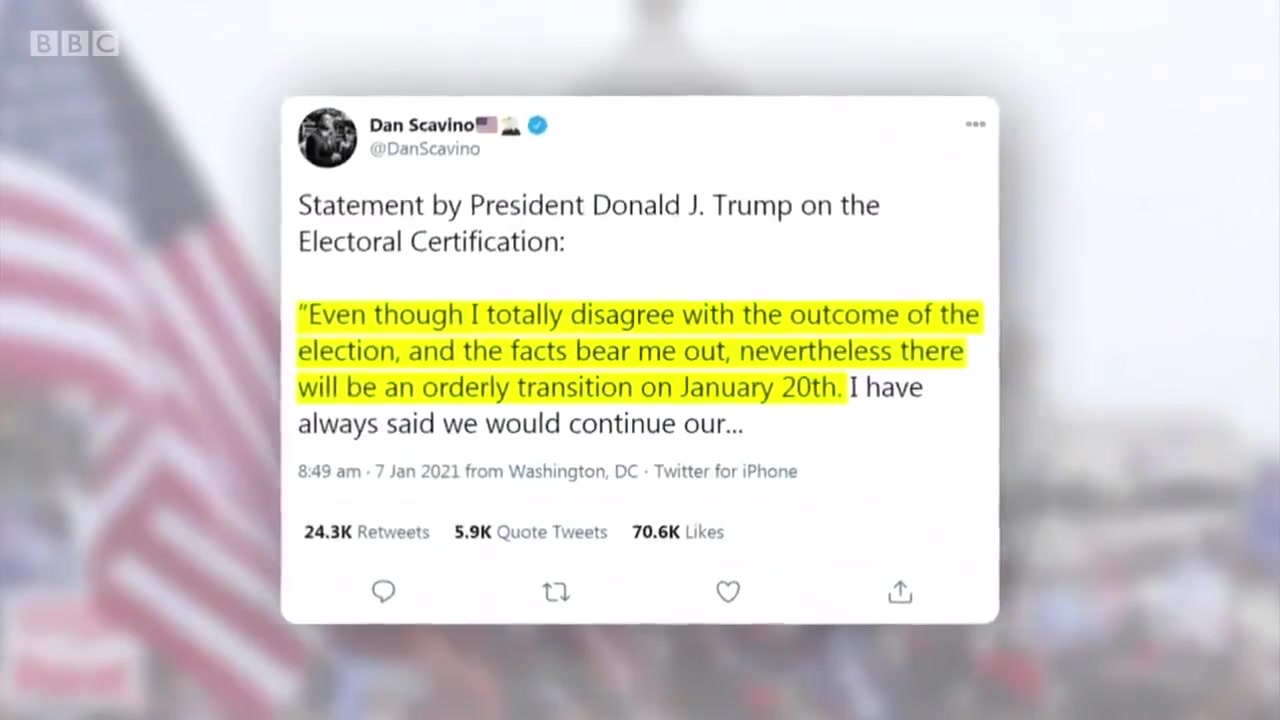 BBC
Dan Scavino
@DanScavino
Statement by President Donald J. Trump on the
Electoral Certification:
“Even though I totally disagree with the outcome of the
election, and the facts bear me out, nevertheless there
will be an orderly transition on January 20th. I have
always said we would continue our...
8:49 am · 7 Jan 2021 from Washington, DC · Twitter for iPhone
24.3K Retweets 5.9K Quote Tweets 70.6K Likes